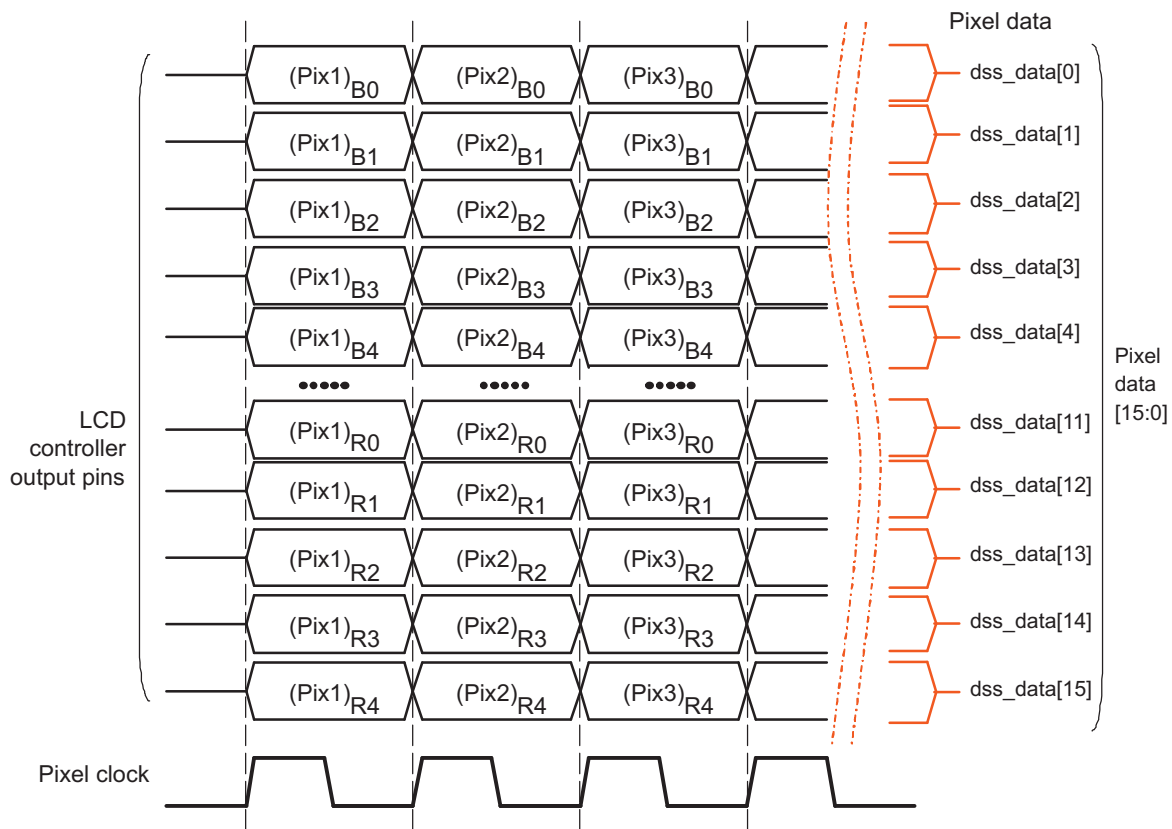 Pixel data
(Pix1)B0 (Pix2)B0 (Pix3)B0 dss_data[0]
(Pix1)B1 (Pix2)B1 (Pix3)B1 dss_data[1]
(Pix1)B2 (Pix2)B2 (Pix3)B2 dss_data[2]
(Pix1)B3 (Pix2)B3 (Pix3)B3 dss_data[3]
(Pix1)B4 (Pix2)B4 (Pix3)B4 dss_data[4]
LCD
controller
output pins
Pixel
data
[15:0]
(Pix1)R0 (Pix2)R0 (Pix3)R0 dss_data[11]
(Pix1)R1 (Pix2)R1 (Pix3)R1 dss_data[12]
(Pix1)R2 (Pix2)R2 (Pix3)R2 dss_data[13]
(Pix1)R3 (Pix2)R3 (Pix3)R3 dss_data[14]
(Pix1)R4 (Pix2)R4 (Pix3)R4 dss_data[15]
Pixel clock